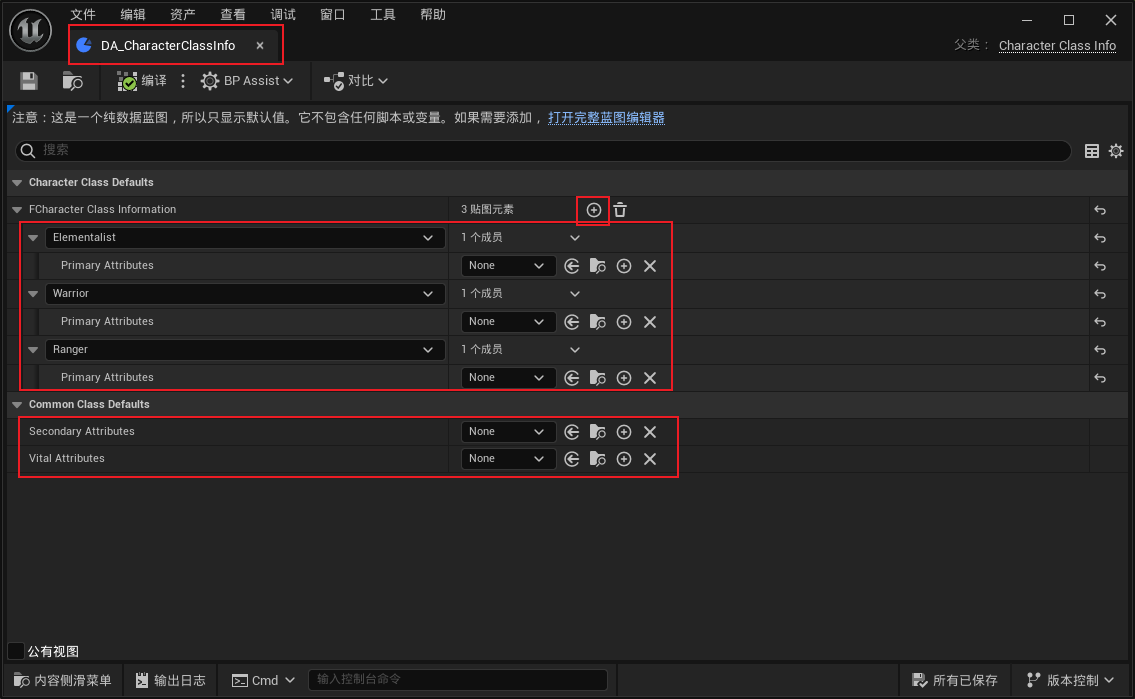 文件 编辑 资产 查看 调试 窗口 工具 帮助
DA_CharacterClassInfo
父类： Character Class Info
编译 BP Assist 对比
注意：这是一个纯数据蓝图，所以只显示默认值。它不包含任何脚本或变量。如果需要添加， 打开完整蓝图编辑器
搜索
Character Class Defaults
FCharacter Class Information 3 贴图元素
Elementalist 1 个成员
Primary Attributes None
Warrior 1 个成员
Primary Attributes None
Ranger 1 个成员
Primary Attributes None
Common Class Defaults
Secondary Attributes None
Vital Attributes None
公有视图
内容侧滑菜单 输出日志 Cmd 输入控制台命令 所有已保存 版本控制